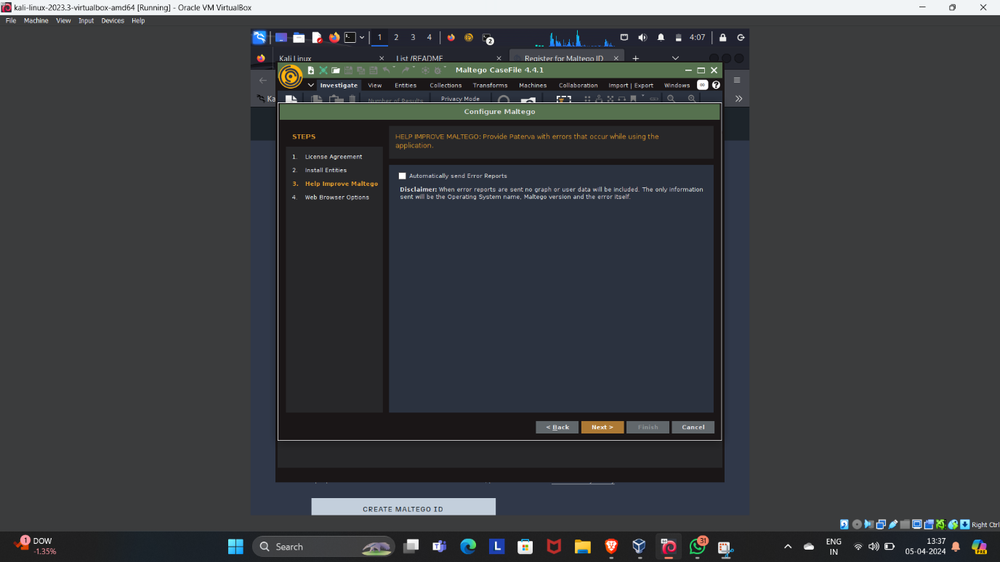 kali-linux-2023.3-virtualbox-amd64 [Running] - Oracle VM VirtualBox
File Machine View Input Devices Help
1 2 3 4 2 4:07
Kali Linux List /README Register for Maltego ID
Maltego CaseFile 4.4.1
Investigate View Entities Collections Transforms Machines Collaboration Import | Export Windows
Ka Number of Results Privacy Mode
Configure Maltego
STEPS
1. License Agreement
2. Install Entities
3. Help Improve Maltego
4. Web Browser Options
HELP IMPROVE MALTEGO: Provide Paterva with errors that occur while using the
application.
Automatically send Error Reports
Disclaimer: When error reports are sent no graph or user data will be included. The only information
sent will be the Operating System name, Maltego version and the error itself.
< Back Next > Finish Cancel
CREATE MALTEGO ID
Right Ctrl
1 DOW
-1.35%
Search
L
31
ENG
IN
13:37
05-04-2024
PRE